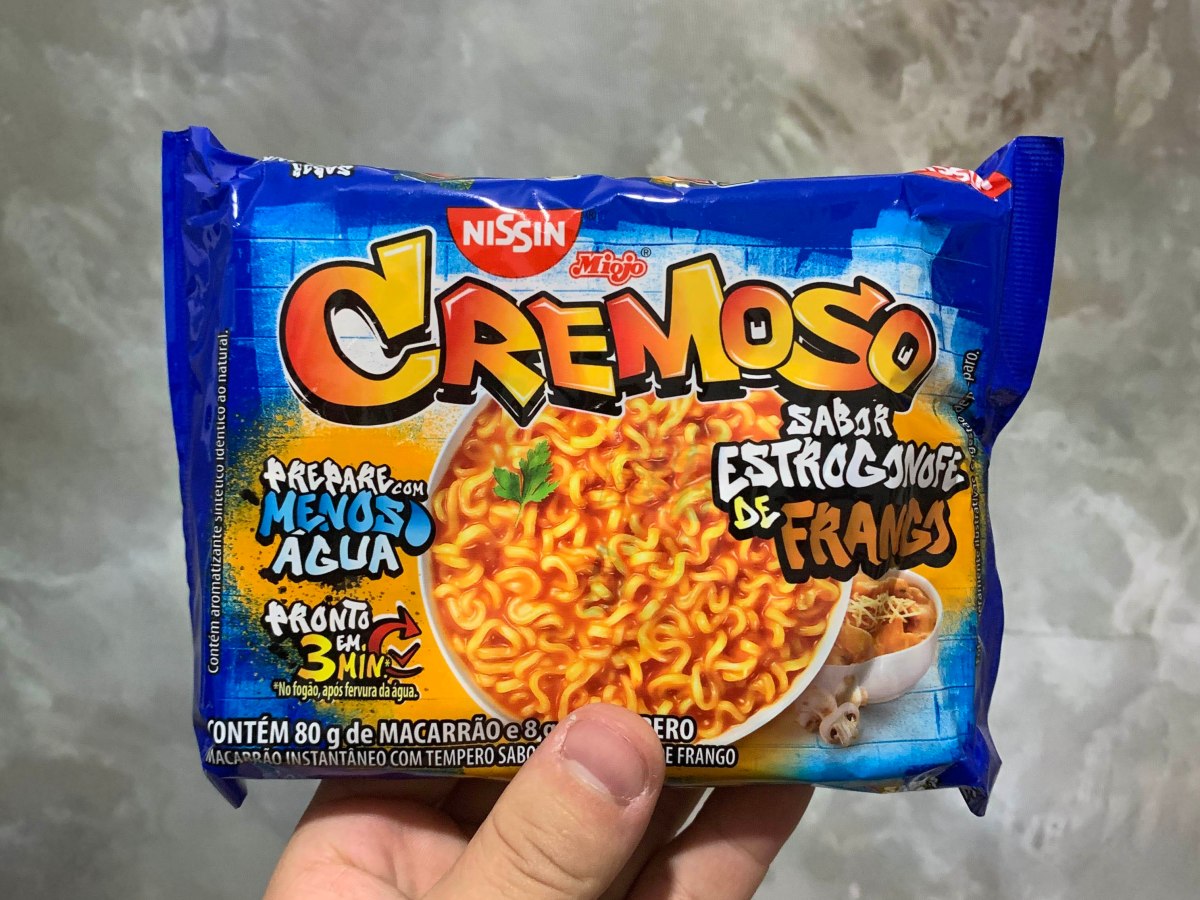 NISSIN
Miojo®
CREMOSO
SABOR
ESTROGONOFE
DE FRANGO
PREPARE COM
MENOS
ÁGUA
PRONTO
EM
3 MIN*
*No fogão, após fervura da água.
CONTÉM 80 g de MACARRÃO e 8 g
MACARRÃO INSTANTÂNEO COM TEMPERO SABO E FRANGO
Contém aromatizante sintético idêntico ao natural.